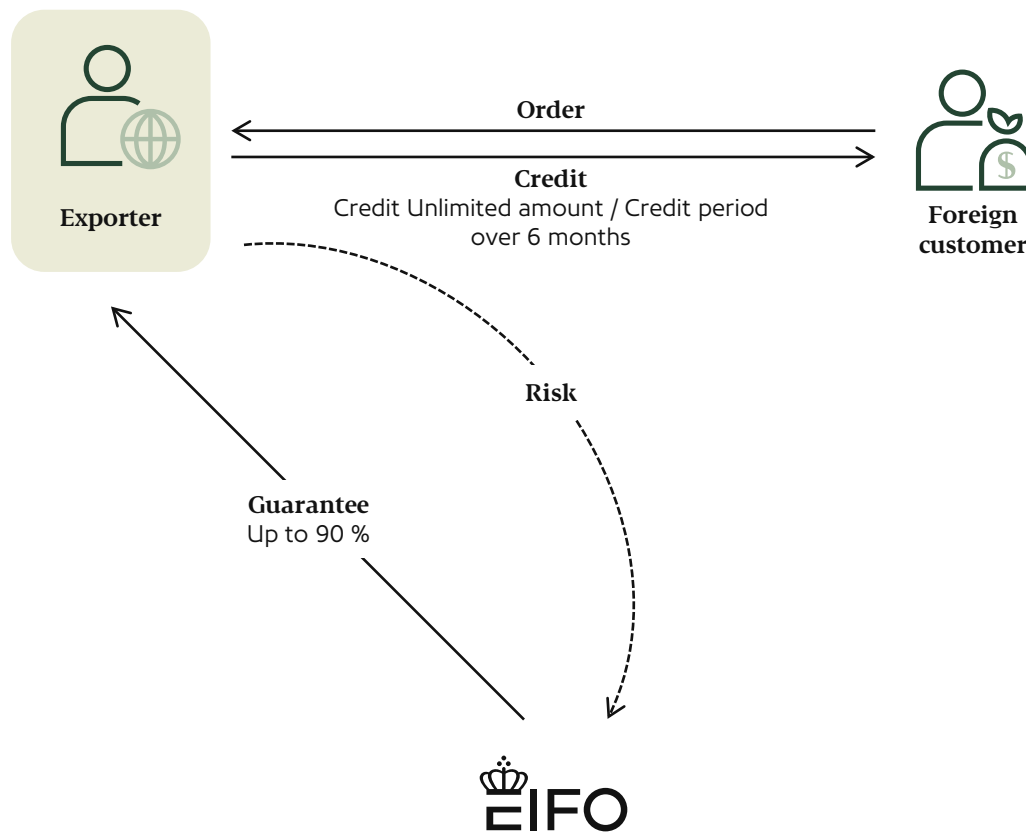 Order
Credit
Credit Unlimited amount / Credit period
over 6 months
Exporter
Foreign
customer
Risk
Guarantee
Up to 90 %
EIFO
$